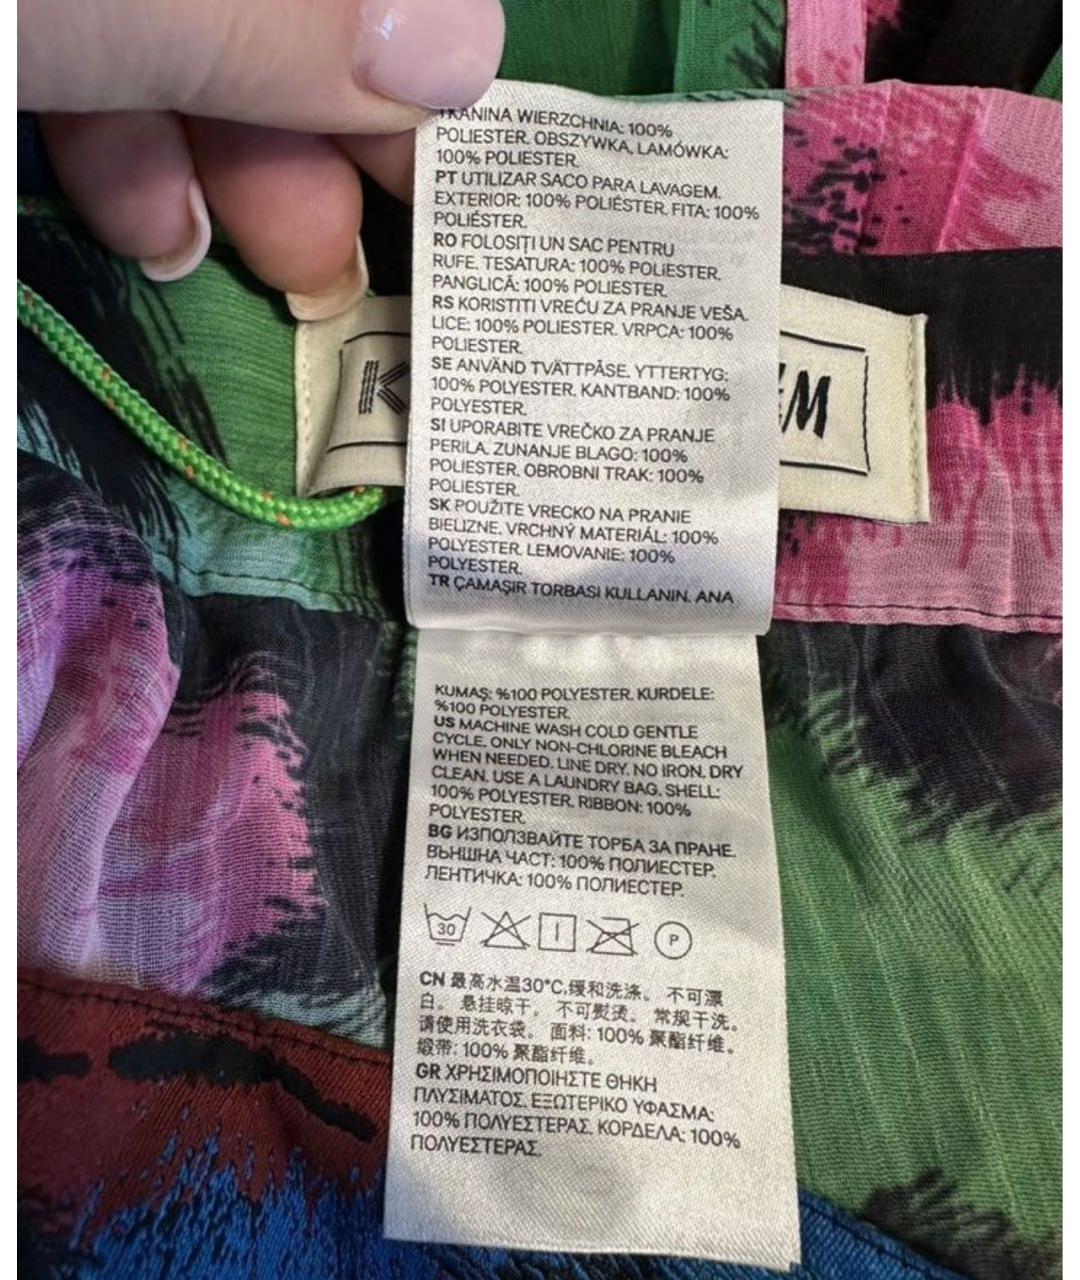 TKANINA WIERZCHNIA: 100%
POLIESTER. OBSZYWKA, LAMÓWKA:
100% POLIESTER.
PT UTILIZAR SACO PARA LAVAGEM.
EXTERIOR: 100% POLIÉSTER. FITA: 100%
POLIÉSTER.
RO FOLOSIȚI UN SAC PENTRU
RUFE. TESATURA: 100% POLIESTER.
PANGLICĂ: 100% POLIESTER.
RS KORISTITI VREĆU ZA PRANJE VEŠA.
LICE: 100% POLIESTER. VRPCA: 100%
POLIESTER.
SE ANVÄND TVÄTTPÅSE. YTTERTYG:
100% POLYESTER. KANTBAND: 100%
POLYESTER.
SI UPORABITE VREČKO ZA PRANJE
PERILA. ZUNANJE BLAGO: 100%
POLIESTER. OBROBNI TRAK: 100%
POLIESTER.
SK POUŽITE VRECKO NA PRANIE
BIELIZNE. VRCHNÝ MATERIÁL: 100%
POLYESTER. LEMOVANIE: 100%
POLYESTER.
TR ÇAMAŞIR TORBASI KULLANIN. ANA
KUMAŞ: %100 POLYESTER. KURDELE:
%100 POLYESTER.
US MACHINE WASH COLD GENTLE
CYCLE. ONLY NON-CHLORINE BLEACH
WHEN NEEDED. LINE DRY. NO IRON. DRY
CLEAN. USE A LAUNDRY BAG. SHELL:
100% POLYESTER. RIBBON: 100%
POLYESTER.
BG ИЗПОЛЗВАЙТЕ ТОРБА ЗА ПРАНЕ.
ВЪНШНА ЧАСТ: 100% ПОЛИЕСТЕР.
ЛЕНТИЧКА: 100% ПОЛИЕСТЕР.
30 P
CN 最高水温30°C,缓和洗涤。 不可漂
白。 悬挂晾干。 不可熨烫。 常规干洗。
请使用洗衣袋。 面料: 100% 聚酯纤维。
缎带: 100% 聚酯纤维。
GR ΧΡΗΣΙΜΟΠΟΙΗΣΤΕ ΘΗΚΗ
ΠΛΥΣΙΜΑΤΟΣ. ΕΞΩΤΕΡΙΚΟ ΥΦΑΣΜΑ:
100% ΠΟΛΥΕΣΤΕΡΑΣ. ΚΟΡΔΕΛΑ: 100%
ΠΟΛΥΕΣΤΕΡΑΣ.